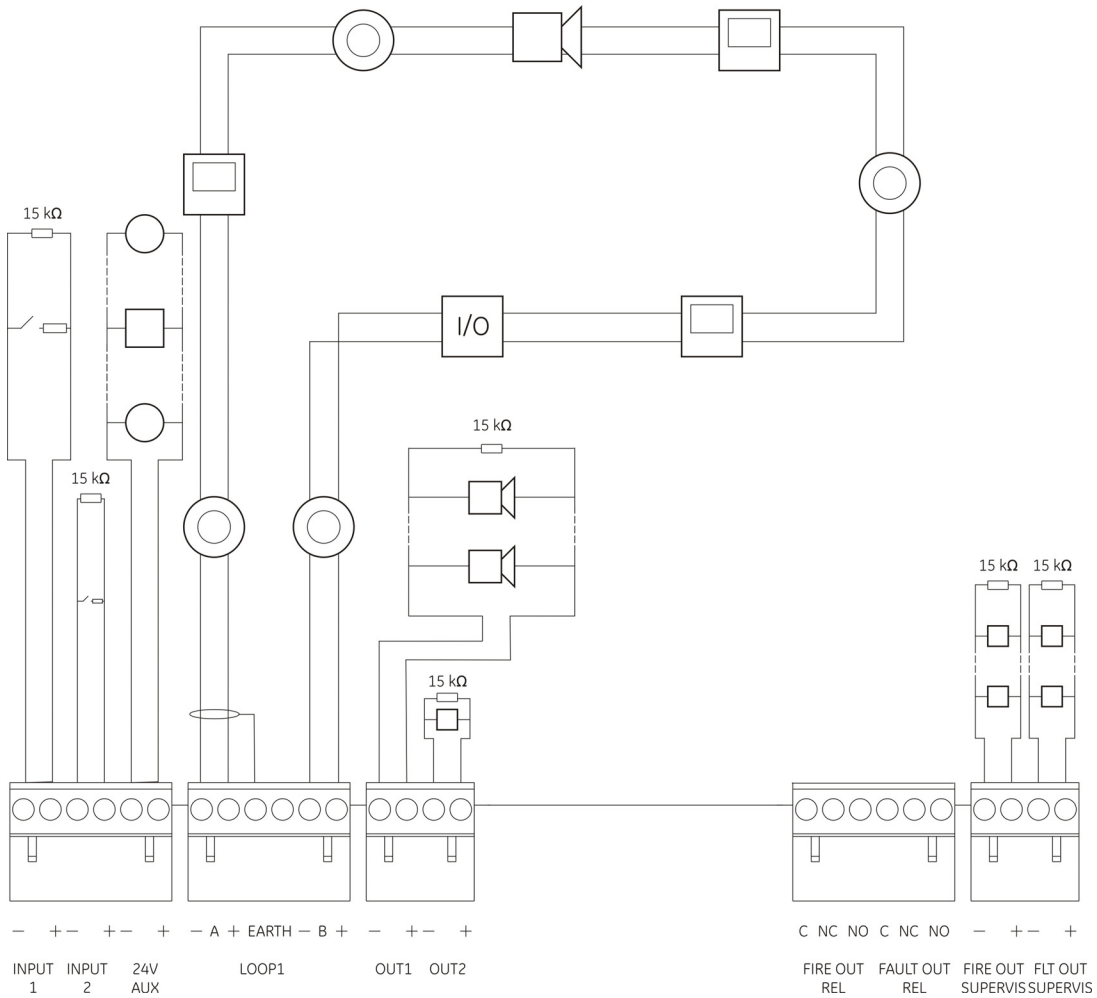 15 kΩ
I/O
15 kΩ
15 kΩ
15 kΩ 15 kΩ
15 kΩ
− + − + − + − A + EARTH − B + − + − + C NC NO C NC NO − + − +
INPUT INPUT 24V LOOP1 OUT1 OUT2 FIRE OUT FAULT OUT FIRE OUT FLT OUT
1 2 AUX REL REL SUPERVIS SUPERVIS